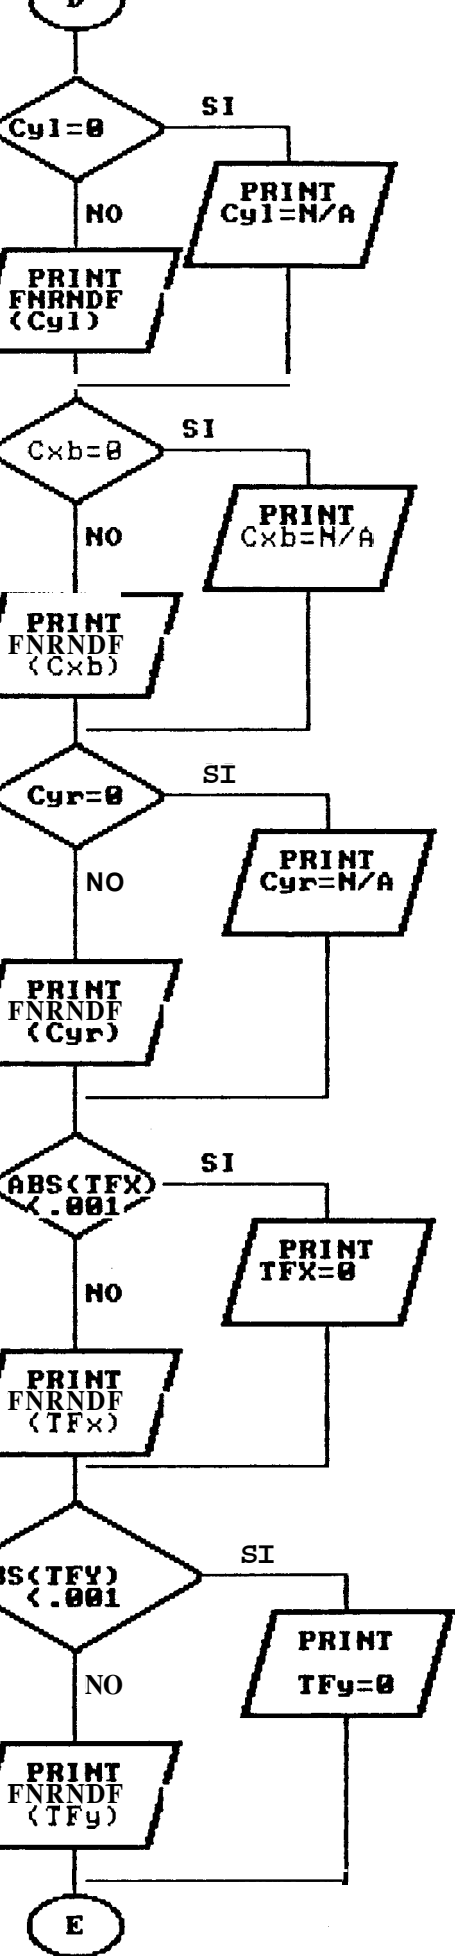 Cyl=0
SI
PRINT
Cyl=N/A
NO
PRINT
FNRNDF
(Cyl)
Cxb=0
SI
PRINT
Cxb=N/A
NO
PRINT
FNRNDF
(Cxb)
Cyr=0
SI
PRINT
Cyr=N/A
NO
PRINT
FNRNDF
(Cyr)
ABS(TFX)
<.001
SI
PRINT
TFX=0
NO
PRINT
FNRNDF
(TFx)
BS(TFY)
<.001
SI
PRINT
TFy=0
NO
PRINT
FNRNDF
(TFy)
E